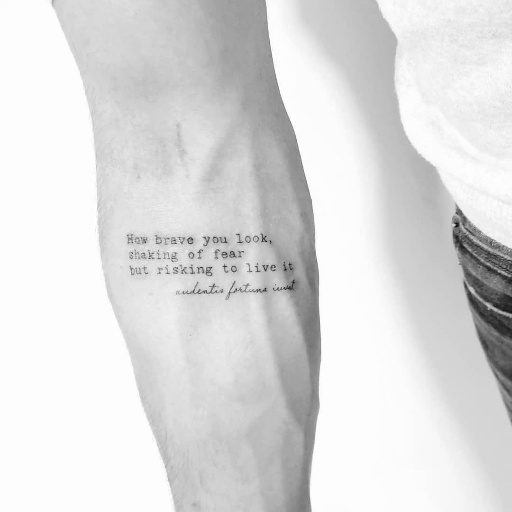 How brave you look,
shaking of fear
but risking to live it
audentis fortuna iuvat